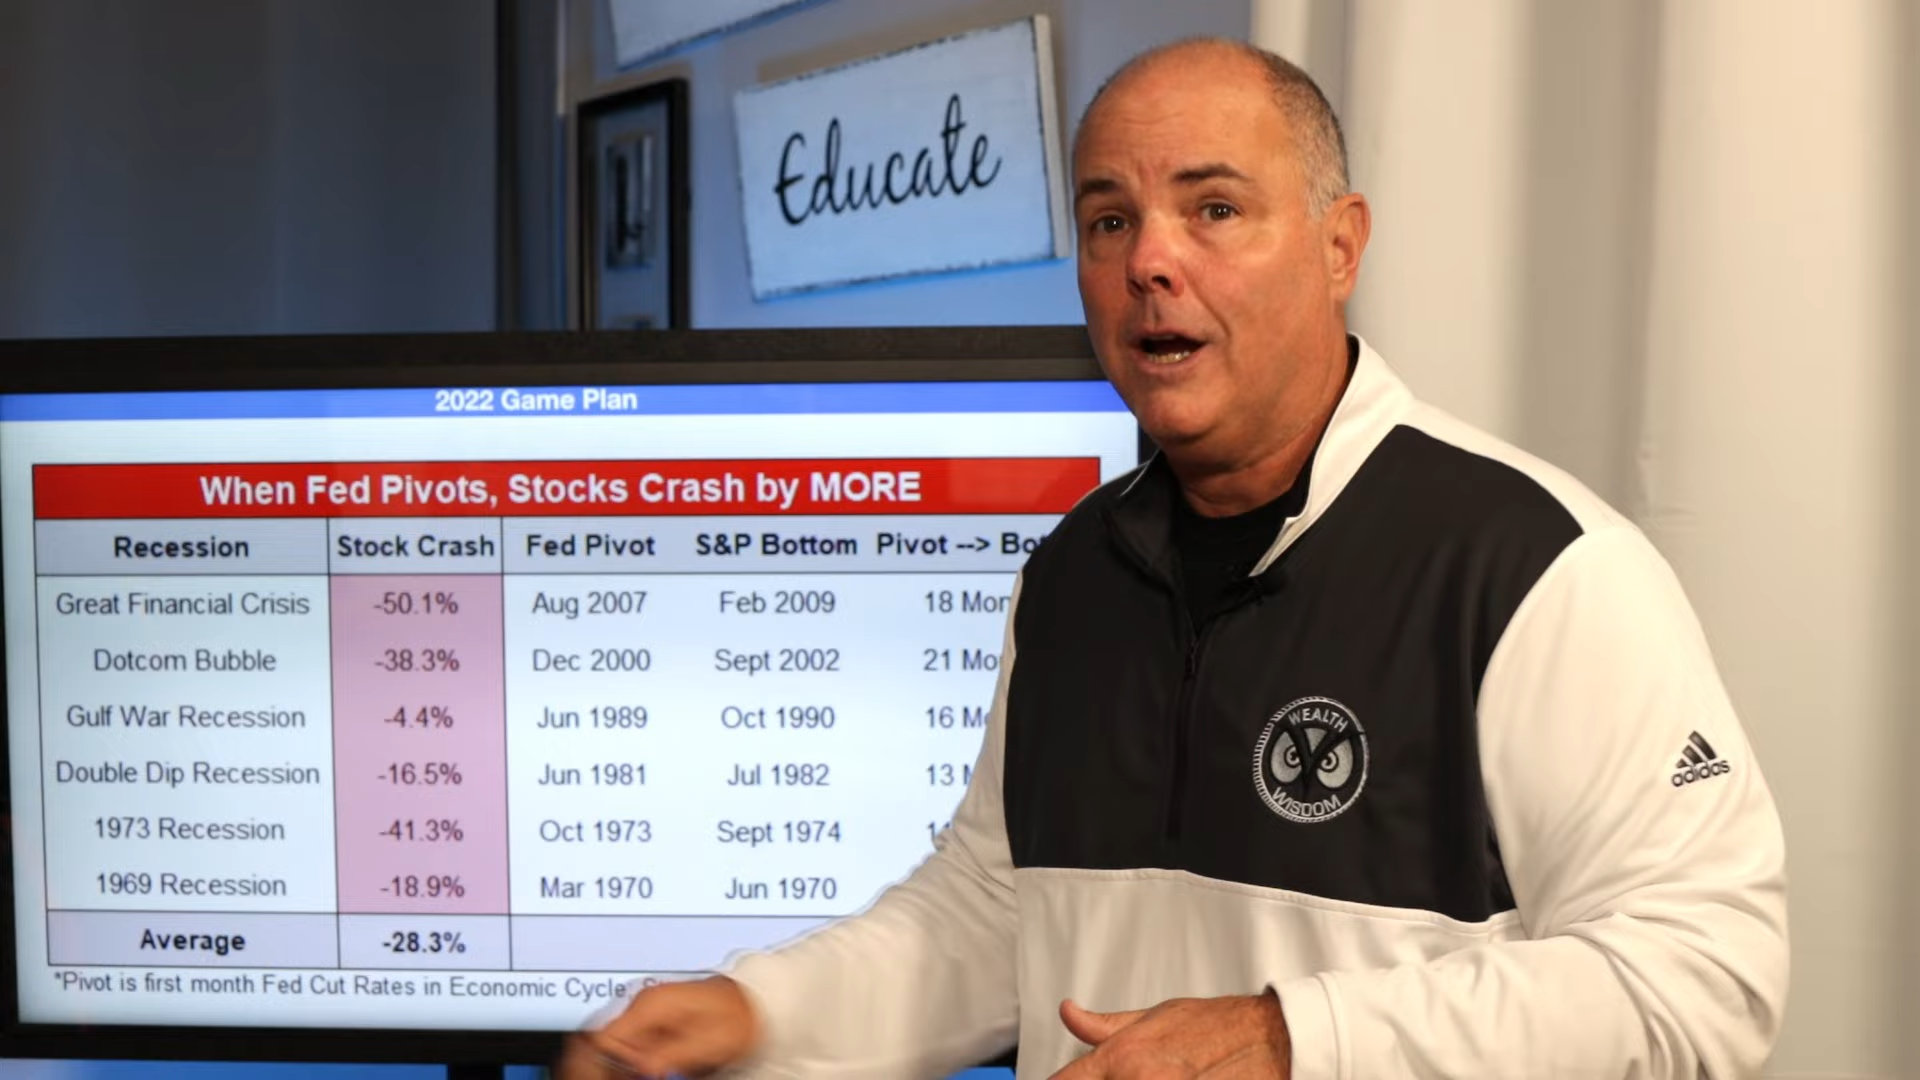 Educate
2022 Game Plan
When Fed Pivots, Stocks Crash by MORE
Recession Stock Crash Fed Pivot S&P Bottom Pivot -->
Great Financial Crisis -50.1% Aug 2007 Feb 2009 18
Dotcom Bubble -38.3% Dec 2000 Sept 2002 21
Gulf War Recession -4.4% Jun 1989 Oct 1990 16
Double Dip Recession -16.5% Jun 1981 Jul 1982 13
1973 Recession -41.3% Oct 1973 Sept 1974
1969 Recession -18.9% Mar 1970 Jun 1970
Average -28.3%
*Pivot is first month Fed Cut Rates in Economic Cycle.
WEALTH
WISDOM
adidas